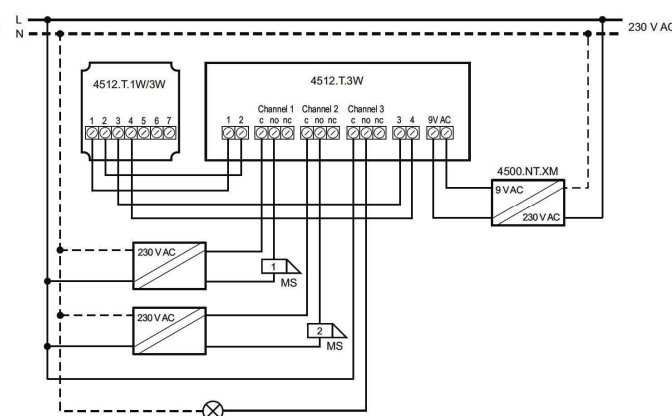 L
N
230 V AC
4512.T.1W/3W
1 2 3 4 5 6 7
4512.T.3W
Channel 1 Channel 2 Channel 3
1 2 c no nc c no nc c no nc 3 4 9V AC
4500.NT.XM
9 VAC
230 VAC
230 VAC
1
MS
230 VAC
2
MS